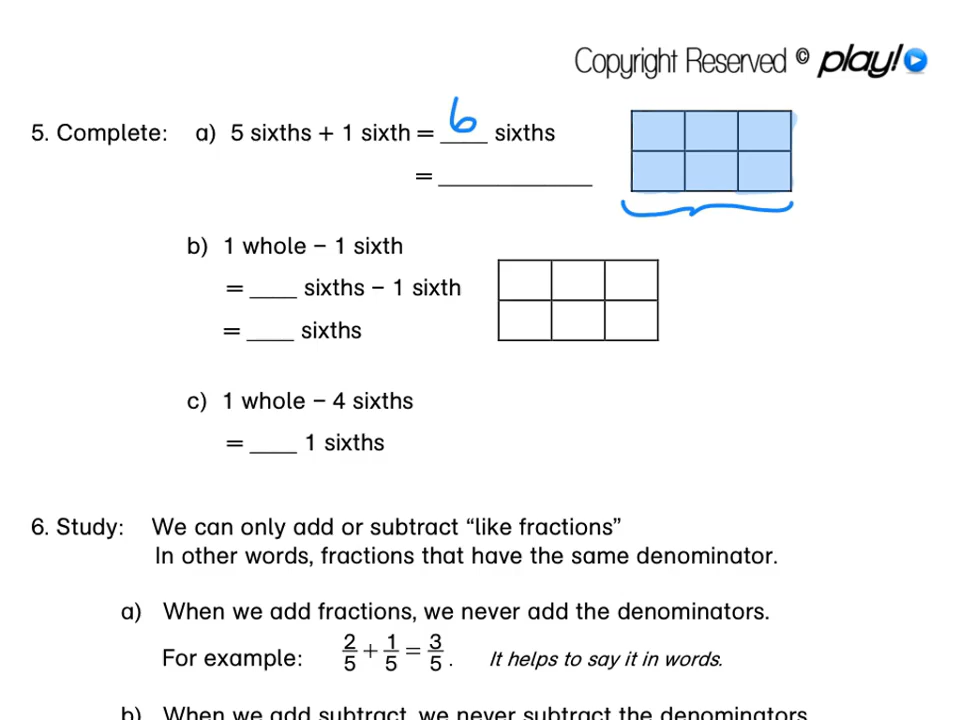 Copyright Reserved © play!
5. Complete: a) 5 sixths + 1 sixth = 6 sixths
= ____________
b) 1 whole – 1 sixth
= ____ sixths – 1 sixth
= ____ sixths
c) 1 whole – 4 sixths
= ____ 1 sixths
6. Study: We can only add or subtract “like fractions”
In other words, fractions that have the same denominator.
a) When we add fractions, we never add the denominators.
For example: 2/5 + 1/5 = 3/5 . It helps to say it in words.
b) When we add subtract, we never subtract the denominators